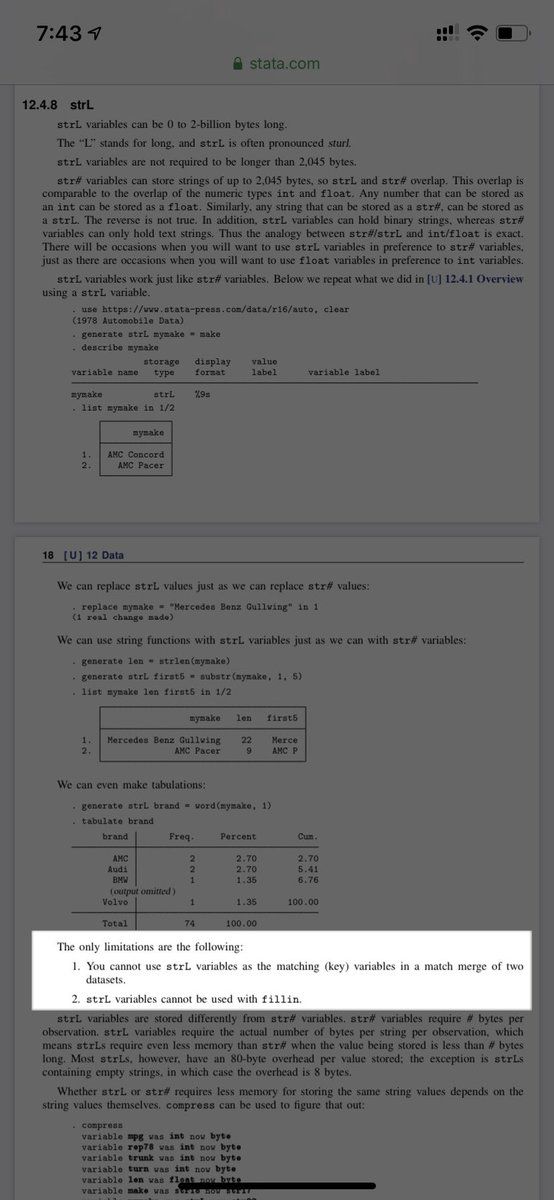 7:43
stata.com
12.4.8 strL
strL variables can be 0 to 2-billion bytes long.
The “L” stands for long, and strL is often pronounced sturl.
strL variables are not required to be longer than 2,045 bytes.
str# variables can store strings of up to 2,045 bytes, so strL and str# overlap. This overlap is
comparable to the overlap of the numeric types int and float. Any number that can be stored as
an int can be stored as a float. Similarly, any string that can be stored as a str#, can be stored as
a strL. The reverse is not true. In addition, strL variables can hold binary strings, whereas str#
variables can only hold text strings. Thus the analogy between str#/strL and int/float is exact.
There will be occasions when you will want to use strL variables in preference to str# variables,
just as there are occasions when you will want to use float variables in preference to int variables.
strL variables work just like str# variables. Below we repeat what we did in [U] 12.4.1 Overview
using a strL variable.
. use https://www.stata-press.com/data/r16/auto, clear
(1978 Automobile Data)
. generate strL mymake = make
. describe mymake
storage display value
variable name type format label variable label
mymake strL %9s
. list mymake in 1/2
mymake
1. AMC Concord
2. AMC Pacer
18 [U] 12 Data
We can replace strL values just as we can replace str# values:
. replace mymake = "Mercedes Benz Gullwing" in 1
(1 real change made)
We can use string functions with strL variables just as we can with str# variables:
. generate len = strlen(mymake)
. generate strL first5 = substr(mymake, 1, 5)
. list mymake len first5 in 1/2
mymake len first5
1. Mercedes Benz Gullwing 22 Merce
2. AMC Pacer 9 AMC P
We can even make tabulations:
. generate strL brand = word(mymake, 1)
. tabulate brand
brand Freq. Percent Cum.
AMC 2 2.70 2.70
Audi 2 2.70 5.41
BMW 1 1.35 6.76
(output omitted)
Volvo 1 1.35 100.00
Total 74 100.00
The only limitations are the following:
1. You cannot use strL variables as the matching (key) variables in a match merge of two
datasets.
2. strL variables cannot be used with fillin.
strL variables are stored differently from str# variables. str# variables require # bytes per
observation. strL variables require the actual number of bytes per string per observation, which
means strLs require even less memory than str# when the value being stored is less than # bytes
long. Most strLs, however, have an 80-byte overhead per value stored; the exception is strLs
containing empty strings, in which case the overhead is 8 bytes.
Whether strL or str# requires less memory for storing the same string values depends on the
string values themselves. compress can be used to figure that out:
. compress
variable mpg was int now byte
variable rep78 was int now byte
variable trunk was int now byte
variable turn was int now byte
variable len was float now byte
variable make was str18 now str17